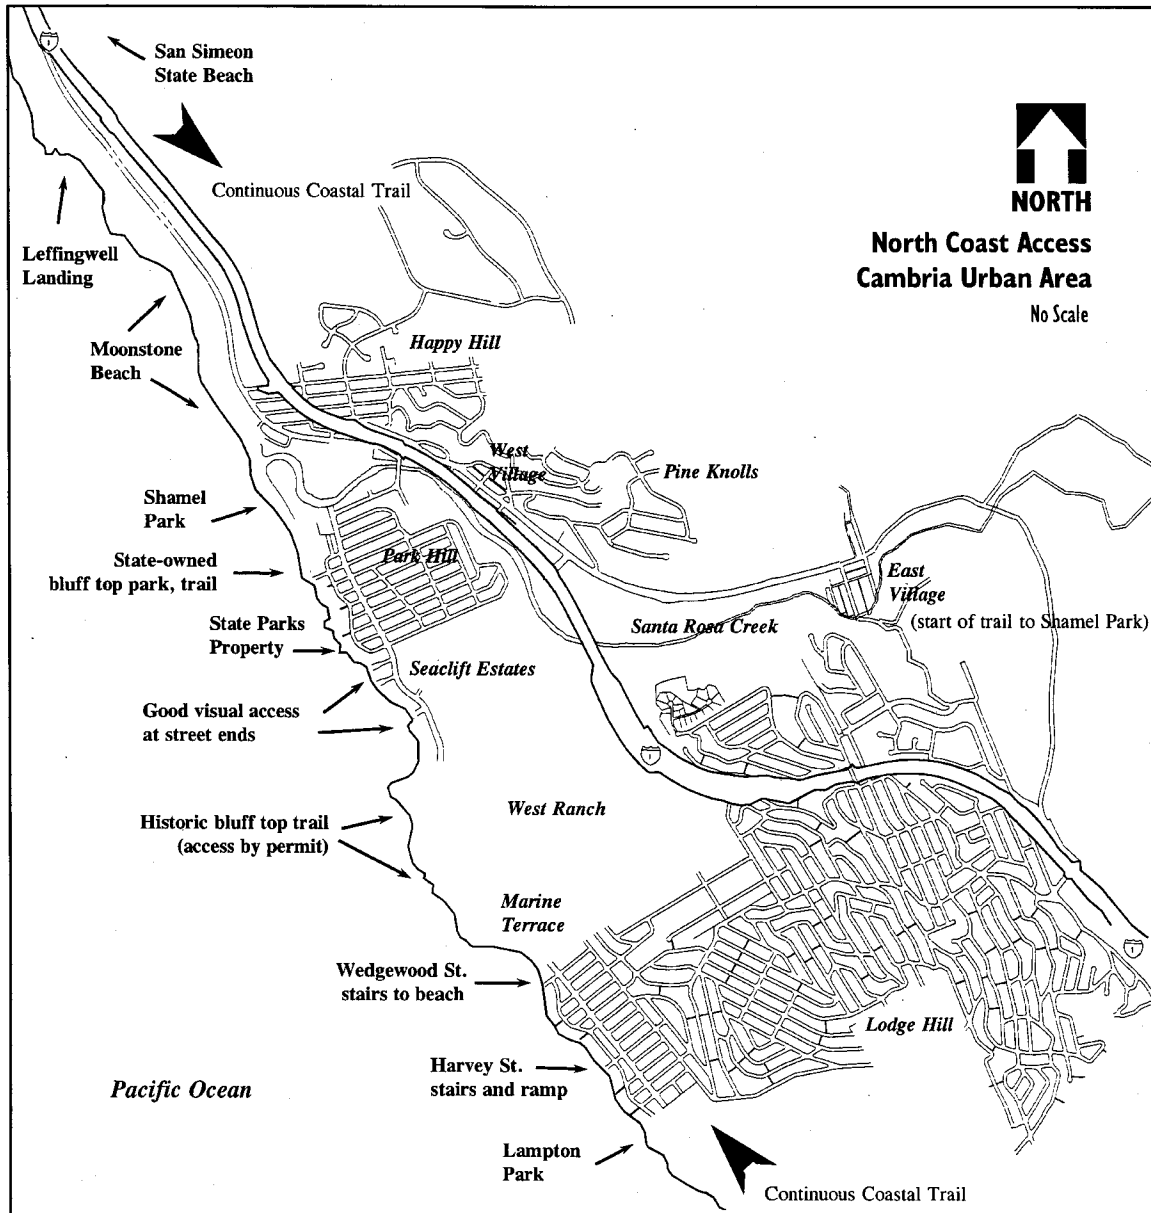 1
San Simeon
State Beach
Continuous Coastal Trail
NORTH
North Coast Access
Cambria Urban Area
No Scale
Leffingwell
Landing
Moonstone
Beach
Happy Hill
West
Village
Pine Knolls
Shamel
Park
State-owned
bluff top park, trail
Park Hill
East
Village
(start of trail to Shamel Park)
State Parks
Property
Santa Rosa Creek
Seaclift Estates
Good visual access
at street ends
1
West Ranch
Historic bluff top trail
(access by permit)
Marine
Terrace
1
Wedgewood St.
stairs to beach
Lodge Hill
Harvey St.
stairs and ramp
Pacific Ocean
Lampton
Park
Continuous Coastal Trail